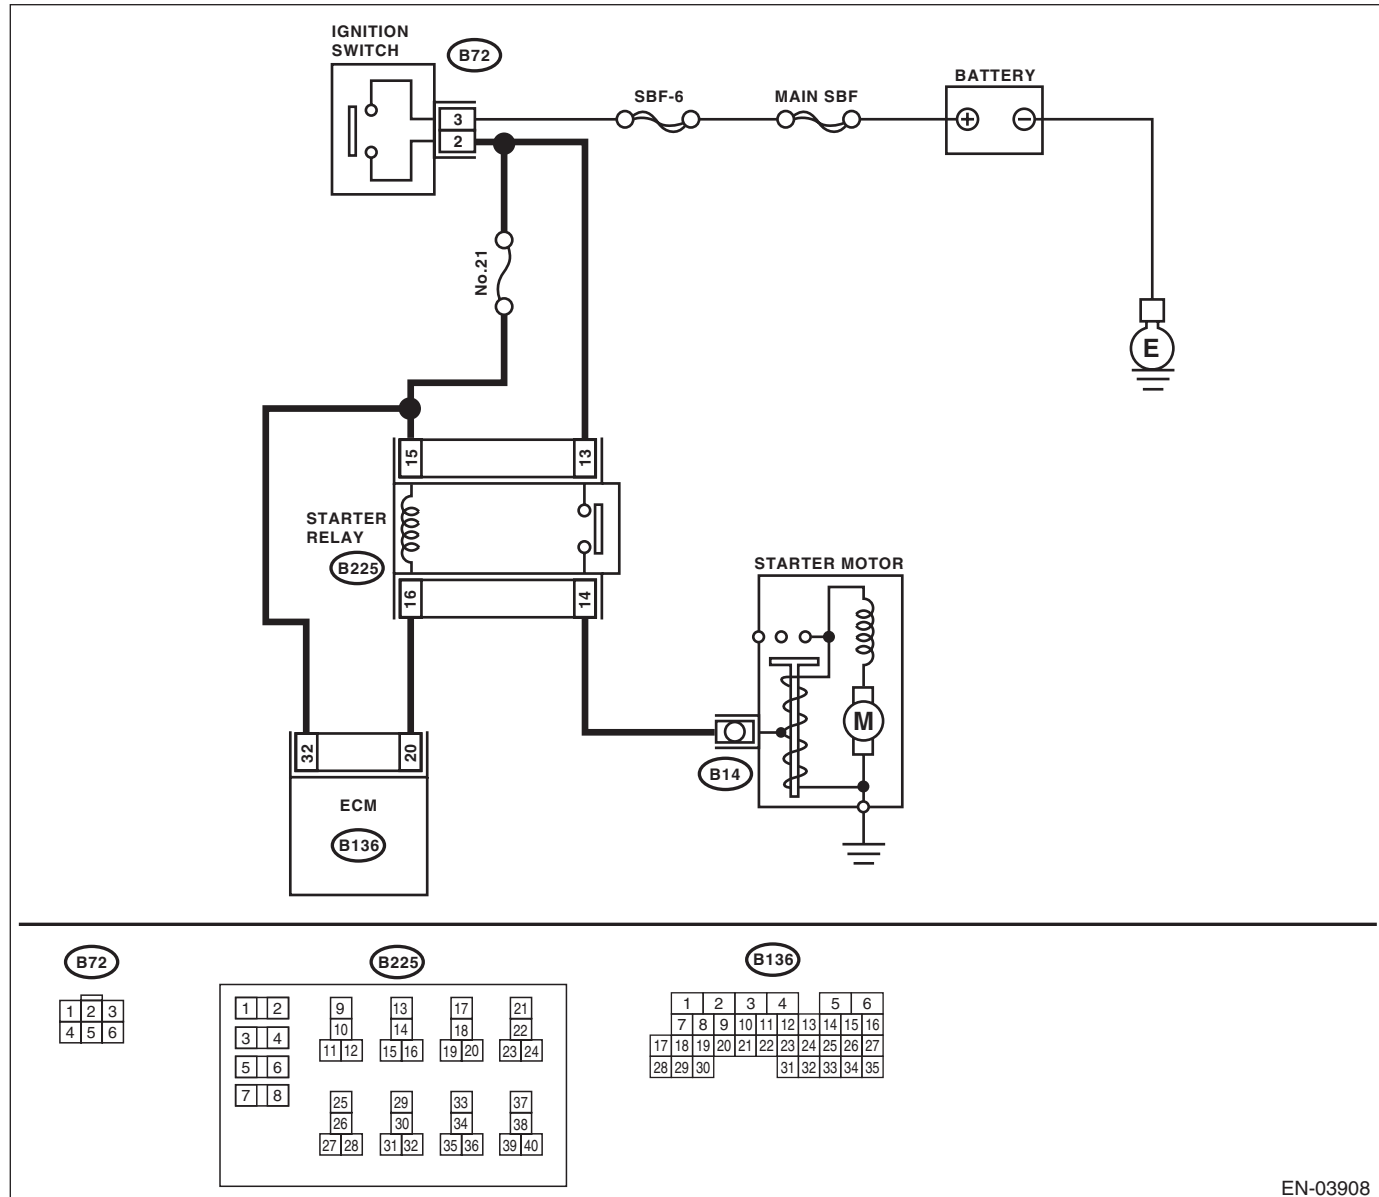 IGNITION
SWITCH
B72
3
2
SBF-6
MAIN SBF
BATTERY
+
−
E
No.21
15
13
STARTER
RELAY
B225
16
14
STARTER MOTOR
M
B14
32
20
ECM
B136
B72
1 2 3
4 5 6
B225
1 2
3 4
5 6
7 8
9
10
11 12
13
14
15 16
17
18
19 20
21
22
23 24
25
26
27 28
29
30
31 32
33
34
35 36
37
38
39 40
B136
1 2 3 4 5 6
7 8 9 10 11 12 13 14 15 16
17 18 19 20 21 22 23 24 25 26 27
28 29 30 31 32 33 34 35
EN-03908